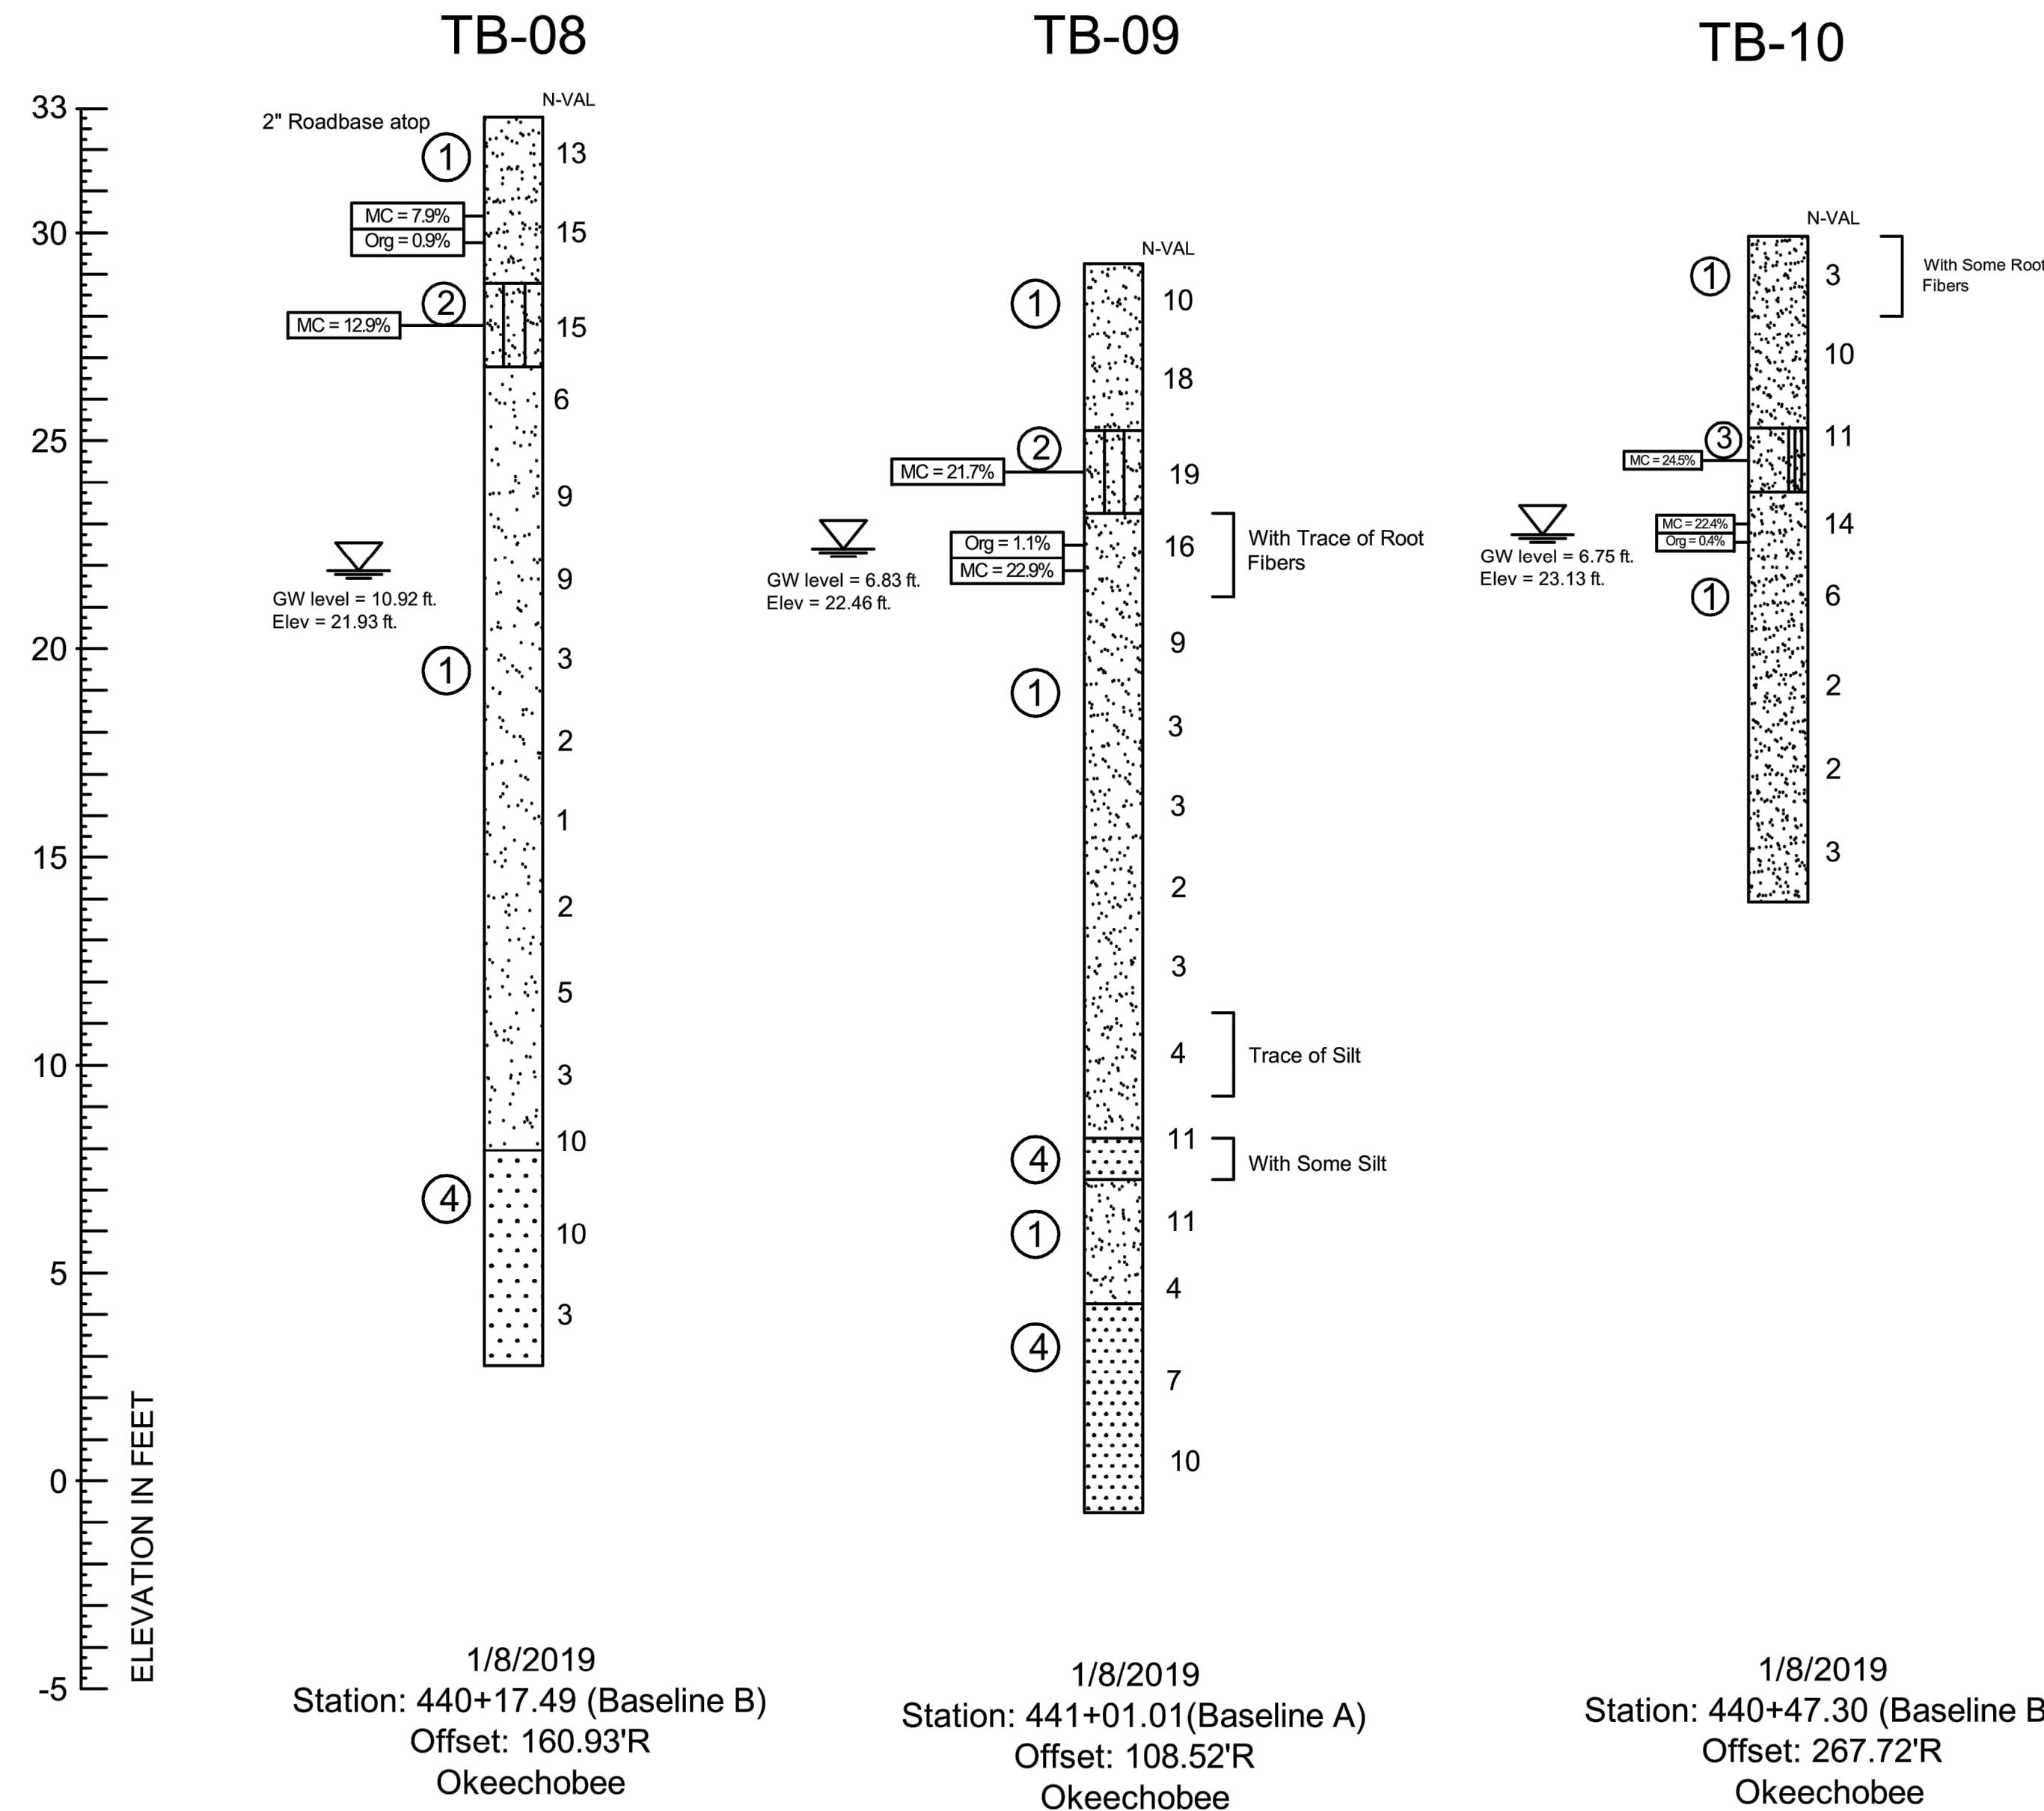 TB-08
TB-09
TB-10
33
30
25
20
15
10
5
0
-5
ELEVATION IN FEET
N-VAL
2" Roadbase atop
1
13
MC = 7.9%
Org = 0.9%
15
2
MC = 12.9%
15
6
9
9
GW level = 10.92 ft.
Elev = 21.93 ft.
3
1
2
1
2
5
3
10
4
10
3
1/8/2019
Station: 440+17.49 (Baseline B)
Offset: 160.93'R
Okeechobee
N-VAL
1
10
18
2
MC = 21.7%
19
GW level = 6.83 ft.
Elev = 22.46 ft.
Org = 1.1%
MC = 22.9%
16
With Trace of Root
Fibers
9
1
3
3
2
3
4
Trace of Silt
11
4
With Some Silt
11
1
4
4
7
10
1/8/2019
Station: 441+01.01(Baseline A)
Offset: 108.52'R
Okeechobee
N-VAL
1
3
With Some Root
Fibers
10
3
11
MC = 24.5%
MC = 22.4%
Org = 0.4%
14
GW level = 6.75 ft.
Elev = 23.13 ft.
1
6
2
2
3
1/8/2019
Station: 440+47.30 (Baseline B
Offset: 267.72'R
Okeechobee